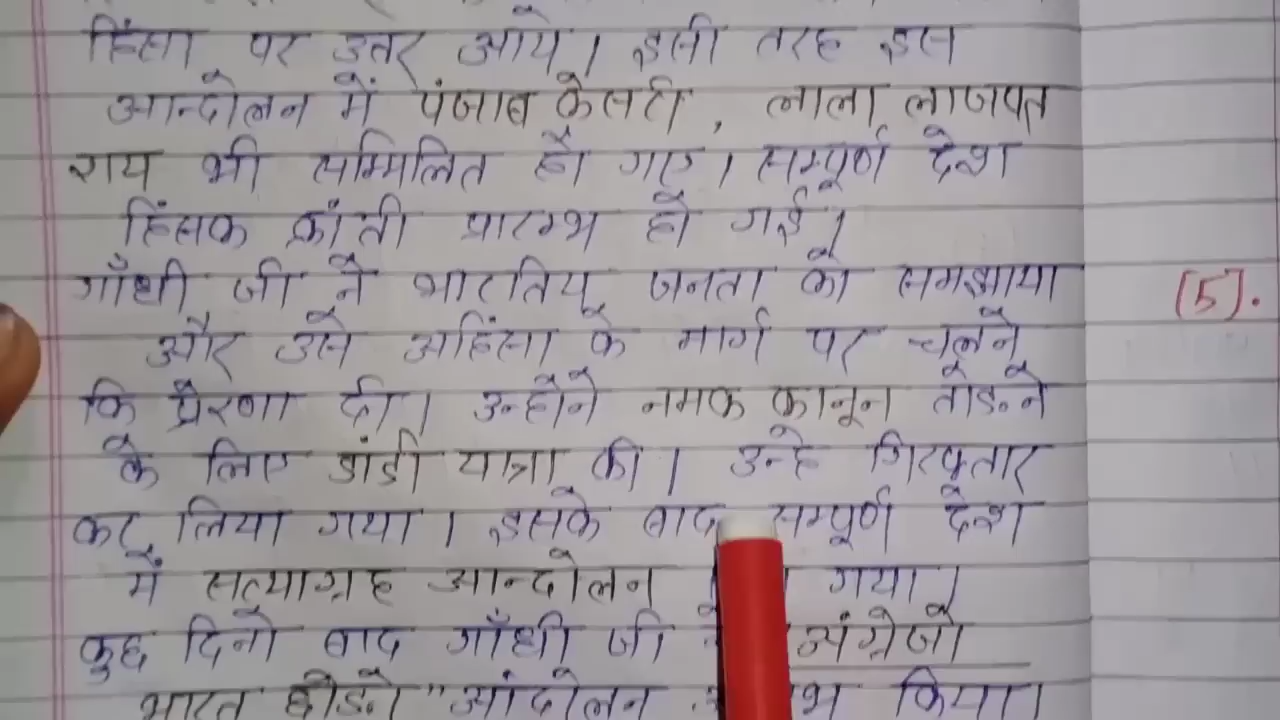 हिंसा पर उतर आये। इसी तरह इस
आन्दोलन में पंजाब केसरी, लाला लाजपत
राय भी सम्मिलित हो गए। सम्पूर्ण देश
हिंसक क्रांती प्रारम्भ हो गई।
गाँधी जी ने भारतिय जनता को समझाया
(5).
और उसे अहिंसा के मार्ग पर चलने
कि प्रेरणा दी। उन्होने नमक कानून तोडने
के लिए डांडी यात्रा की। उन्हे गिरफ्तार
कर लिया गया। इसके बाद सम्पूर्ण देश
में सत्याग्रह आन्दोलन गया।
कुछ दिनो बाद गाँधी जी अंग्रेजो
भारत छोडो" आंदोलन किया।